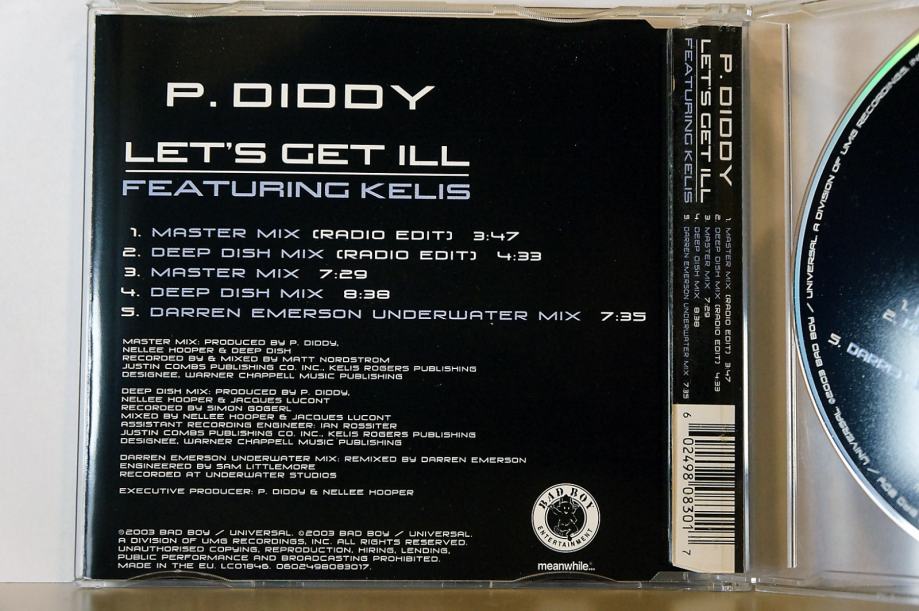 P. DIDDY
LET'S GET ILL
FEATURING KELIS
1. MASTER MIX (RADIO EDIT) 3:47
2. DEEP DISH MIX (RADIO EDIT) 4:33
3. MASTER MIX 7:29
4. DEEP DISH MIX 8:38
5. DARREN EMERSON UNDERWATER MIX 7:35
MASTER MIX: PRODUCED BY P. DIDDY,
NELLEE HOOPER & DEEP DISH
RECORDED BY & MIXED BY MATT NORDSTROM
JUSTIN COMBS PUBLISHING CO. INC., KELIS ROGERS PUBLISHING
DESIGNEE, WARNER CHAPPELL MUSIC PUBLISHING
DEEP DISH MIX: PRODUCED BY P. DIDDY,
NELLEE HOOPER & JACQUES LUCONT
RECORDED BY SIMON GOGERL
MIXED BY NELLEE HOOPER & JACQUES LUCONT
ASSISTANT RECORDING ENGINEER: IAN ROSSITER
JUSTIN COMBS PUBLISHING CO. INC., KELIS ROGERS PUBLISHING
DESIGNEE, WARNER CHAPPELL MUSIC PUBLISHING
DARREN EMERSON UNDERWATER MIX: REMIXED BY DARREN EMERSON
ENGINEERED BY SAM LITTLEMORE
RECORDED AT UNDERWATER STUDIOS
EXECUTIVE PRODUCER: P. DIDDY & NELLEE HOOPER
℗2003 BAD BOY / UNIVERSAL. ©2003 BAD BOY / UNIVERSAL.
A DIVISION OF UMG RECORDINGS, INC. ALL RIGHTS RESERVED.
UNAUTHORISED COPYING, REPRODUCTION, HIRING, LENDING,
PUBLIC PERFORMANCE AND BROADCASTING PROHIBITED.
MADE IN THE EU. LC01846. 0602498083017.
BAD BOY
ENTERTAINMENT
meanwhile...
P. DIDDY
LET'S GET ILL
FEATURING KELIS
1. MASTER MIX (RADIO EDIT) 3:47
2. DEEP DISH MIX (RADIO EDIT) 4:33
3. MASTER MIX 7:29
4. DEEP DISH MIX 8:38
5. DARREN EMERSON UNDERWATER MIX 7:35
6 02498 08301 7
UNIVERSAL. ©2003 BAD BOY / UNIVERSAL. A DIVISION OF UMG RECORDINGS,